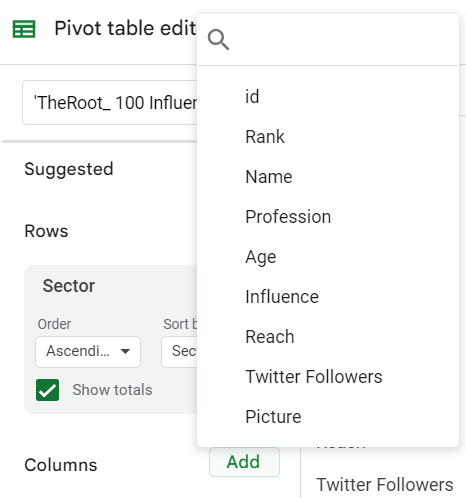 Pivot table edit
'TheRoot_ 100 Influen
Suggested
Rows
Sector
Order
Sort b
Ascendi...
Sec
Show totals
Columns
Add
id
Rank
Name
Profession
Age
Influence
Reach
Twitter Followers
Picture
Twitter Followers